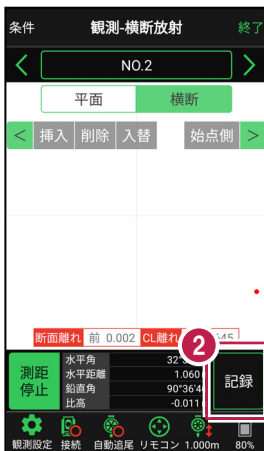 条件 観測-横断放射 終了
< NO.2 >
平面 横断
< 挿入 削除 入替 始点側 >
断面離れ 前 0.002 CL離れ
2
測距停止
水平角 32°
水平距離 1.060
鉛直角 90°36'4
比高 -0.011
記録
観測設定 接続 自動追尾 リモコン 1.000m 80%